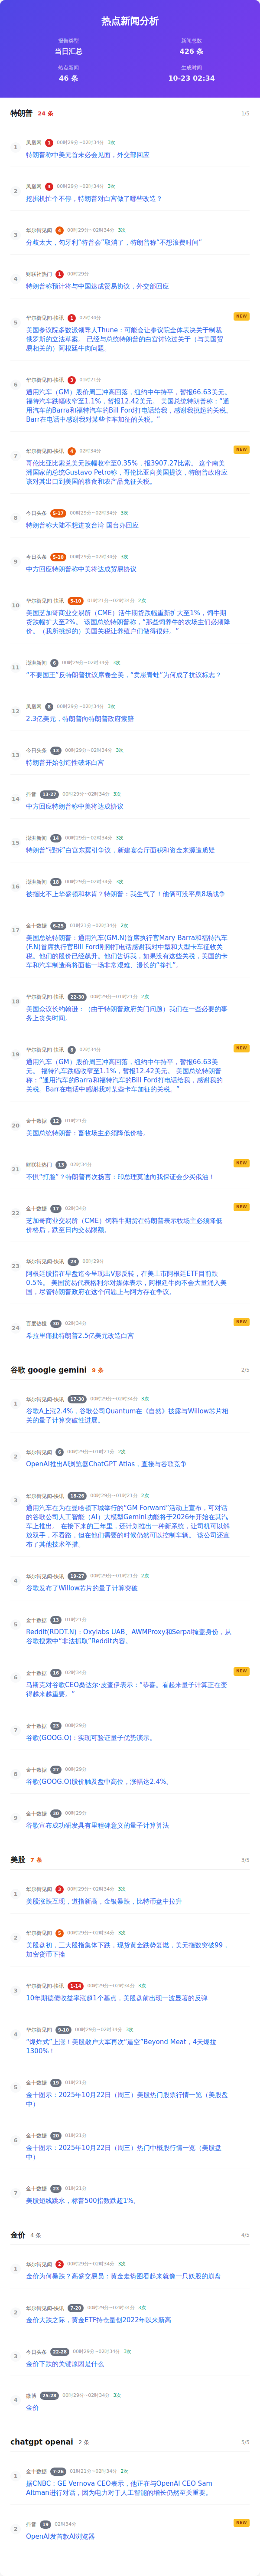 热点新闻分析
报告类型
当日汇总
新闻总数
426 条
热点新闻
46 条
生成时间
10-23 02:34
特朗普 24 条 1/5
1
凤凰网 1 00时29分~02时34分 3次
特朗普称中美元首未必会见面，外交部回应
2
凤凰网 3 00时29分~02时34分 3次
挖掘机忙个不停，特朗普对白宫做了哪些改造？
3
华尔街见闻 4 00时29分~02时34分 3次
分歧太大，匈牙利“特普会”取消了，特朗普称“不想浪费时间”
4
财联社热门 1 00时29分
特朗普称预计将与中国达成贸易协议，外交部回应
5
华尔街见闻-快讯 1 02时34分 NEW
美国参议院多数派领导人Thune：可能会让参议院全体表决关于制裁
俄罗斯的立法草案。 已经与总统特朗普的白宫讨论过关于（与美国贸
易相关的）阿根廷牛肉问题。
6
华尔街见闻-快讯 3 01时21分
通用汽车（GM）股价周三冲高回落，纽约中午持平，暂报66.63美元。
福特汽车跌幅收窄至1.1%，暂报12.42美元。 美国总统特朗普称：“通
用汽车的Barra和福特汽车的Bill Ford打电话给我，感谢我挑起的关税。
Barr在电话中感谢我对某些卡车加征的关税。”
7
华尔街见闻-快讯 4 02时34分 NEW
哥伦比亚比索兑美元跌幅收窄至0.35%，报3907.27比索。 这个南美
洲国家的总统Gustavo Petro称，哥伦比亚向美国提议，特朗普政府应
该对其出口到美国的粮食和农产品免征关税。
8
今日头条 5-17 00时29分~02时34分 3次
特朗普称大陆不想进攻台湾 国台办回应
9
今日头条 5-10 00时29分~02时34分 3次
中方回应特朗普称中美将达成贸易协议
10
华尔街见闻-快讯 5-10 01时21分~02时34分 2次
美国芝加哥商业交易所（CME）活牛期货跌幅重新扩大至1%，饲牛期
货跌幅扩大至2%。 该国总统特朗普称，“那些饲养牛的农场主们必须降
价。（我所挑起的）美国关税让养殖户们做得很好。”
11
澎湃新闻 6 00时29分~02时34分 3次
“不要国王”反特朗普抗议席卷全美，“卖崽青蛙”为何成了抗议标志？
12
凤凰网 8 00时29分~02时34分 3次
2.3亿美元，特朗普向特朗普政府索赔
13
今日头条 13 00时29分~02时34分 3次
特朗普开始创造性破坏白宫
14
抖音 13-27 00时29分~02时34分 3次
中方回应特朗普称中美将达成协议
15
澎湃新闻 14 00时29分~02时34分 3次
特朗普“强拆”白宫东翼引争议，新建宴会厅面积和资金来源遭质疑
16
澎湃新闻 18 00时29分~02时34分 3次
被指比不上华盛顿和林肯？特朗普：我生气了！他俩可没平息8场战争
17
金十数据 6-25 01时21分~02时34分 2次
美国总统特朗普：通用汽车(GM.N)首席执行官Mary Barra和福特汽车
(F.N)首席执行官Bill Ford刚刚打电话感谢我对中型和大型卡车征收关
税。他们的股价已经飙升。他们告诉我，如果没有这些关税，美国的卡
车和汽车制造商将面临一场非常艰难、漫长的“挣扎”。
18
华尔街见闻-快讯 22-30 00时29分~01时21分 2次
美国众议长约翰逊：（由于特朗普政府关门问题）我们在一些必要的事
务上丧失时间。
19
华尔街见闻-快讯 8 02时34分 NEW
通用汽车（GM）股价周三冲高回落，纽约中午持平，暂报66.63美
元。 福特汽车跌幅收窄至1.1%，暂报12.42美元。 美国总统特朗普
称：“通用汽车的Barra和福特汽车的Bill Ford打电话给我，感谢我的
关税。Barr在电话中感谢我对某些卡车加征的关税。”
20
金十数据 12 01时21分
美国总统特朗普：畜牧场主必须降低价格。
21
财联社热门 13 02时34分 NEW
不惧“打脸”？特朗普再次扬言：印总理莫迪向我保证会少买俄油！
22
金十数据 17 02时34分 NEW
芝加哥商业交易所（CME）饲料牛期货在特朗普表示牧场主必须降低
价格后，跌至日内交易限额。
23
华尔街见闻-快讯 23 00时29分
阿根廷股指在早盘迄今呈现出V形反转，在美上市阿根廷ETF目前跌
0.5%。 美国贸易代表格利尔对媒体表示，阿根廷牛肉不会大量涌入美
国，尽管特朗普政府在这个问题上与阿方存在争议。
24
百度热搜 30 02时34分 NEW
希拉里痛批特朗普2.5亿美元改造白宫
谷歌 google gemini 9 条 2/5
1
华尔街见闻-快讯 17-30 00时29分~02时34分 3次
谷歌A上涨2.4%，谷歌公司Quantum在《自然》披露与Willow芯片相
关的量子计算突破性进展。
2
华尔街见闻 6 00时29分~01时21分 2次
OpenAI推出AI浏览器ChatGPT Atlas，直接与谷歌竞争
3
华尔街见闻-快讯 18-26 00时29分~01时21分 2次
通用汽车在为在曼哈顿下城举行的“GM Forward”活动上宣布，可对话
的谷歌公司人工智能（AI）大模型Gemini功能将于2026年开始在其汽
车上推出。 在接下来的三年里，还计划推出一种新系统，让司机可以解
放双手，不看路，但在他们需要的时候仍然可以控制车辆。 该公司还宣
布了其他技术举措。
4
华尔街见闻-快讯 19-27 00时29分~01时21分 2次
谷歌发布了Willow芯片的量子计算突破
5
金十数据 13 01时21分
Reddit(RDDT.N)：Oxylabs UAB、AWMProxy和Serpai掩盖身份，从
谷歌搜索中“非法抓取”Reddit内容。
6
金十数据 16 02时34分 NEW
马斯克对谷歌CEO桑达尔·皮查伊表示：“恭喜。看起来量子计算正在变
得越来越重要。”
7
金十数据 23 00时29分
谷歌(GOOG.O)：实现可验证量子优势演示。
8
金十数据 27 00时29分
谷歌(GOOG.O)股价触及盘中高位，涨幅达2.4%。
9
金十数据 30 00时29分
谷歌宣布成功研发具有里程碑意义的量子计算算法
美股 7 条 3/5
1
华尔街见闻 3 00时29分~02时34分 3次
美股涨跌互现，道指新高，金银暴跌，比特币盘中拉升
2
华尔街见闻 5 00时29分~02时34分 3次
美股盘初，三大股指集体下跌，现货黄金跌势复燃，美元指数突破99，
加密货币下挫
3
华尔街见闻-快讯 1-14 00时29分~02时34分 3次
10年期德债收益率涨超1个基点，美股盘前出现一波显著的反弹
4
华尔街见闻 9-10 00时29分~02时34分 3次
“爆炸式”上涨！美股散户大军再次“逼空”Beyond Meat，4天爆拉
1300%！
5
金十数据 19 01时21分
金十图示：2025年10月22日（周三）美股热门股票行情一览（美股盘
中）
6
金十数据 20 01时21分
金十图示：2025年10月22日（周三）热门中概股行情一览（美股盘
中）
7
金十数据 23 01时21分
美股短线跳水，标普500指数跌超1%。
金价 4 条 4/5
1
华尔街见闻 2 00时29分~02时34分 3次
金价为何暴跌？高盛交易员：黄金走势图看起来就像一只妖股的崩盘
2
华尔街见闻-快讯 7-20 00时29分~02时34分 3次
金价大跌之际，黄金ETF持仓量创2022年以来新高
3
今日头条 22-28 00时29分~02时34分 3次
金价下跌的关键原因是什么
4
微博 25-28 00时29分~02时34分 3次
金价
chatgpt openai 2 条 5/5
1
金十数据 7-26 01时21分~02时34分 2次
据CNBC：GE Vernova CEO表示，他正在与OpenAI CEO Sam
Altman进行对话，因为电力对于人工智能的增长仍然至关重要。
2
抖音 19 02时34分 NEW
OpenAI发首款AI浏览器